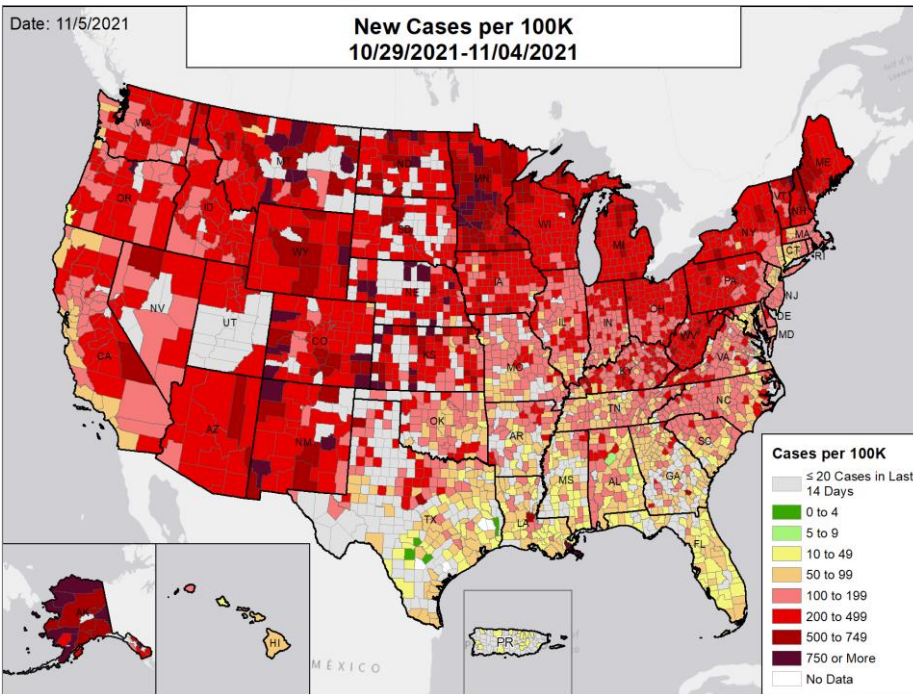 Date: 11/5/2021
New Cases per 100K
10/29/2021-11/04/2021
WA
MT
ND
MN
ME
OR
ID
SD
WI
VT
NH
WY
MI
NY
MA
CT
RI
NV
UT
NE
IA
PA
NJ
CA
CO
KS
IL
IN
OH
DE
MD
WV
VA
MO
KY
AZ
NM
OK
AR
TN
NC
SC
TX
LA
MS
AL
GA
FL
AK
HI
PR
MÉXICO
Cases per 100K
≤ 20 Cases in Last
14 Days
0 to 4
5 to 9
10 to 49
50 to 99
100 to 199
200 to 499
500 to 749
750 or More
No Data